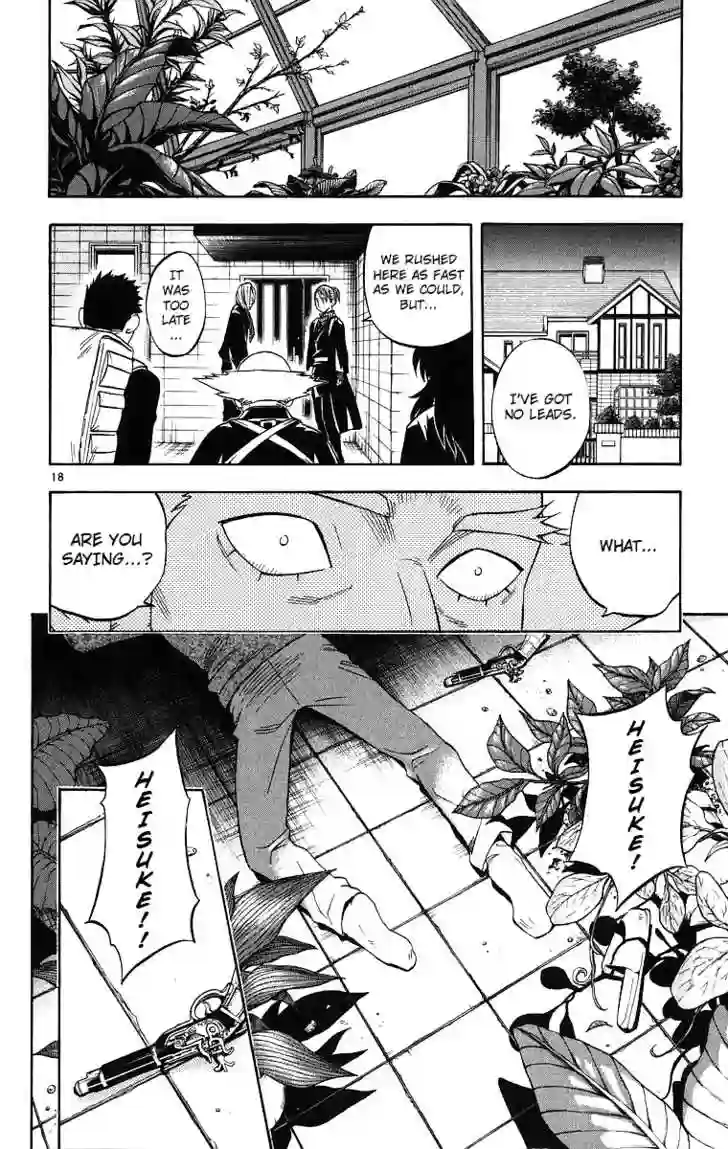 I'VE GOT
NO LEADS.
WE RUSHED
HERE AS FAST
AS WE COULD,
BUT...
IT
WAS
TOO
LATE
...
18
WHAT...
ARE YOU
SAYING...?
HEISUKE!
HEISUKE!!